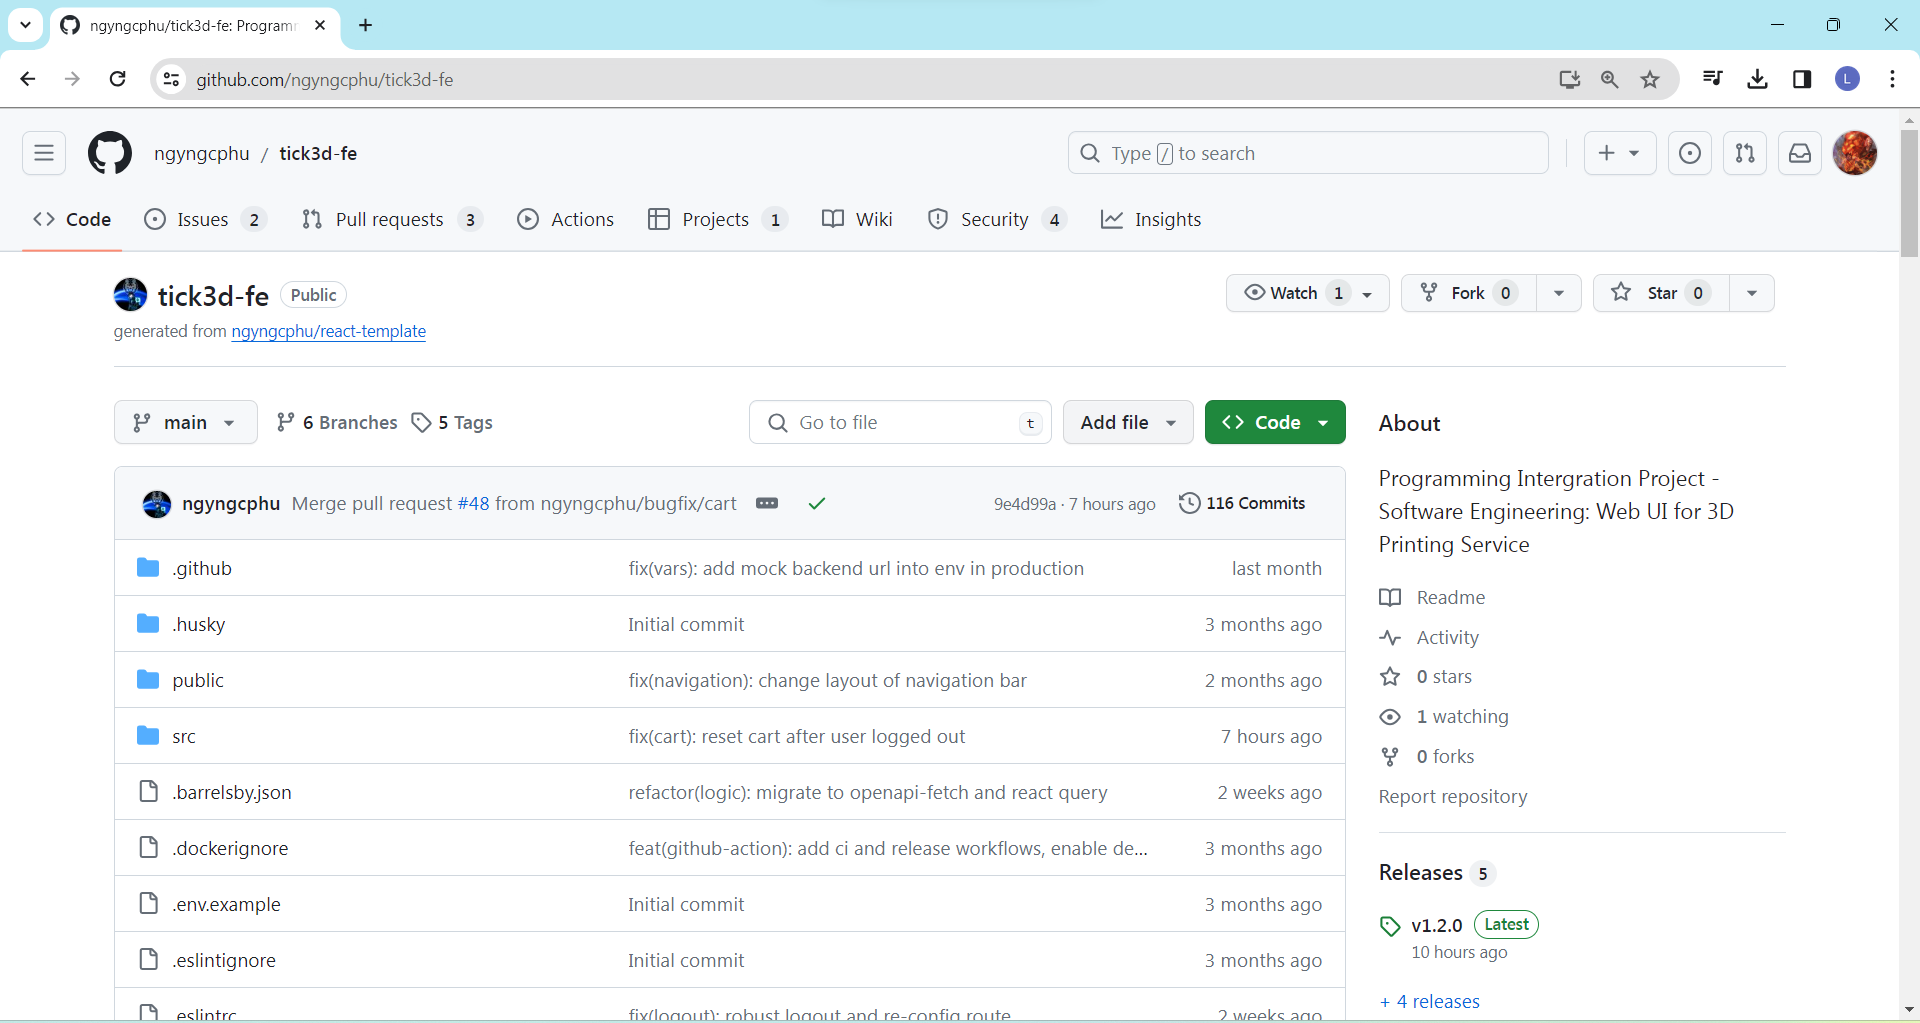 ngyngcphu/tick3d-fe: Programm
github.com/ngyngcphu/tick3d-fe
L
ngyngcphu / tick3d-fe
Type / to search
Code
Issues 2
Pull requests 3
Actions
Projects 1
Wiki
Security 4
Insights
tick3d-fe Public
generated from ngyngcphu/react-template
Watch 1
Fork 0
Star 0
main
6 Branches
5 Tags
Go to file t
Add file
Code
ngyngcphu Merge pull request #48 from ngyngcphu/bugfix/cart 9e4d99a · 7 hours ago 116 Commits
.github fix(vars): add mock backend url into env in production last month
.husky Initial commit 3 months ago
public fix(navigation): change layout of navigation bar 2 months ago
src fix(cart): reset cart after user logged out 7 hours ago
.barrelsby.json refactor(logic): migrate to openapi-fetch and react query 2 weeks ago
.dockerignore feat(github-action): add ci and release workflows, enable de... 3 months ago
.env.example Initial commit 3 months ago
.eslintignore Initial commit 3 months ago
.eslintrc fix(logout): robust logout and re-config route 2 weeks ago
About
Programming Intergration Project -
Software Engineering: Web UI for 3D
Printing Service
Readme
Activity
0 stars
1 watching
0 forks
Report repository
Releases 5
v1.2.0 Latest
10 hours ago
+ 4 releases